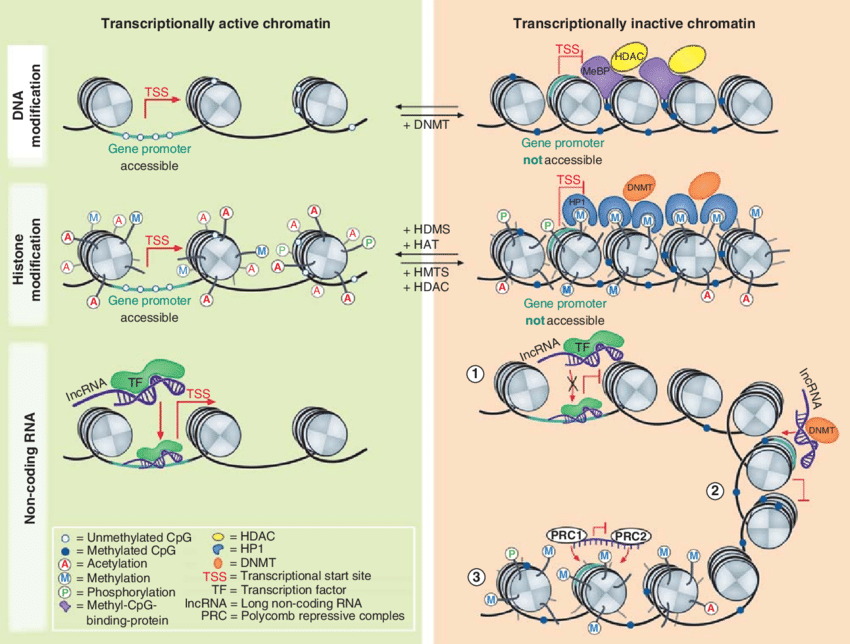 Transcriptionally active chromatin
Transcriptionally inactive chromatin
DNA
modification
TSS
Gene promoter
accessible
+ DNMT
TSS
MeBP
HDAC
Gene promoter
not accessible
Histone
modification
M
A
M
A
A
A
A
TSS
A
A
M
M
A
A
A
A
A
P
P
A
A
A
Gene promoter
accessible
+ HDMS
+ HAT
+ HMTS
+ HDAC
TSS
HP1
DNMT
P
P
M
M
M
M
M
M
A
M
M
A
A
Gene promoter
not accessible
Non-coding RNA
lncRNA
TF
TSS
1
lncRNA
TF
X
lncRNA
DNMT
2
3
PRC1
PRC2
P
M
M
M
M
M
M
M
A
= Unmethylated CpG
= Methylated CpG
A = Acetylation
M = Methylation
P = Phosphorylation
= Methyl-CpG-
binding-protein
= HDAC
= HP1
= DNMT
TSS = Transcriptional start site
TF = Transcription factor
lncRNA = Long non-coding RNA
PRC = Polycomb repressive complex